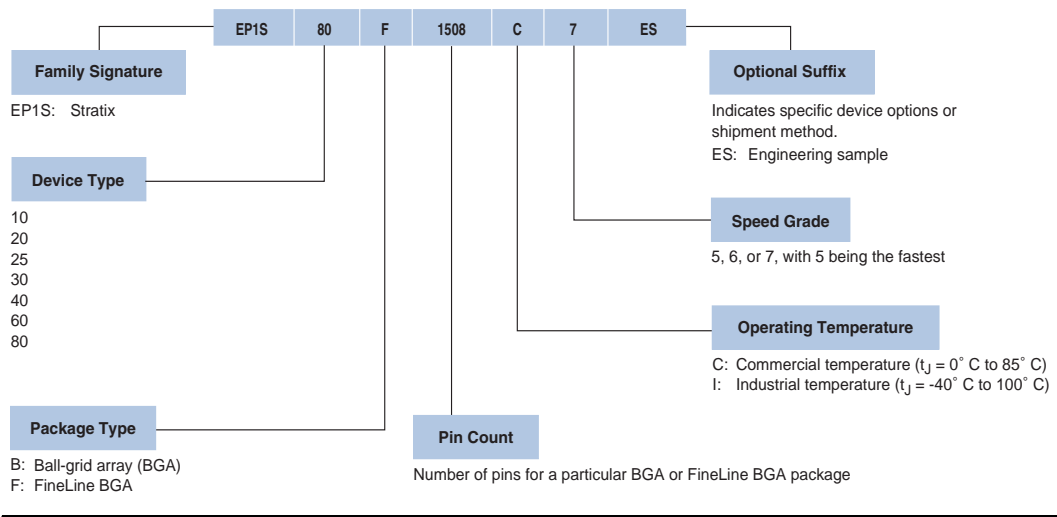 EP1S 80 F 1508 C 7 ES
Family Signature
EP1S: Stratix
Optional Suffix
Indicates specific device options or
shipment method.
ES: Engineering sample
Device Type
10
20
25
30
40
60
80
Speed Grade
5, 6, or 7, with 5 being the fastest
Operating Temperature
C: Commercial temperature (tJ = 0˚ C to 85˚ C)
I: Industrial temperature (tJ = -40˚ C to 100˚ C)
Package Type
B: Ball-grid array (BGA)
F: FineLine BGA
Pin Count
Number of pins for a particular BGA or FineLine BGA package